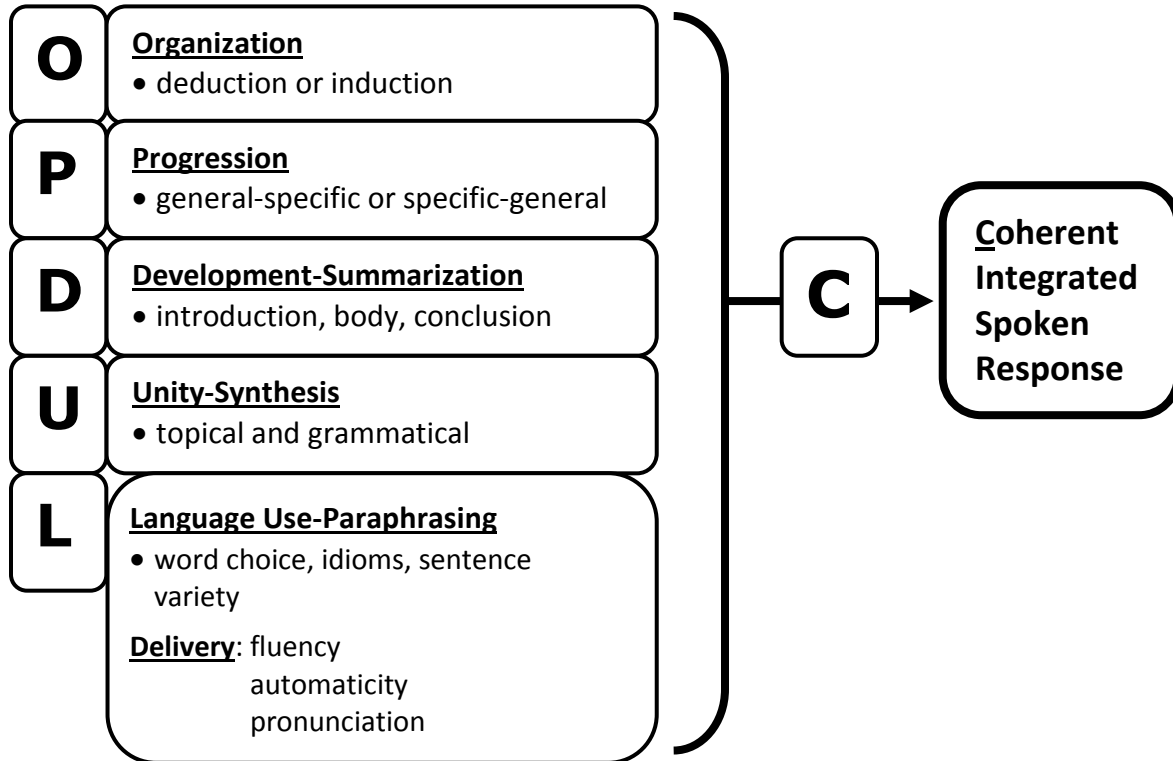 O
Organization
• deduction or induction
P
Progression
• general-specific or specific-general
D
Development-Summarization
• introduction, body, conclusion
U
Unity-Synthesis
• topical and grammatical
L
Language Use-Paraphrasing
• word choice, idioms, sentence
variety
Delivery: fluency
automaticity
pronunciation
C
Coherent
Integrated
Spoken
Response